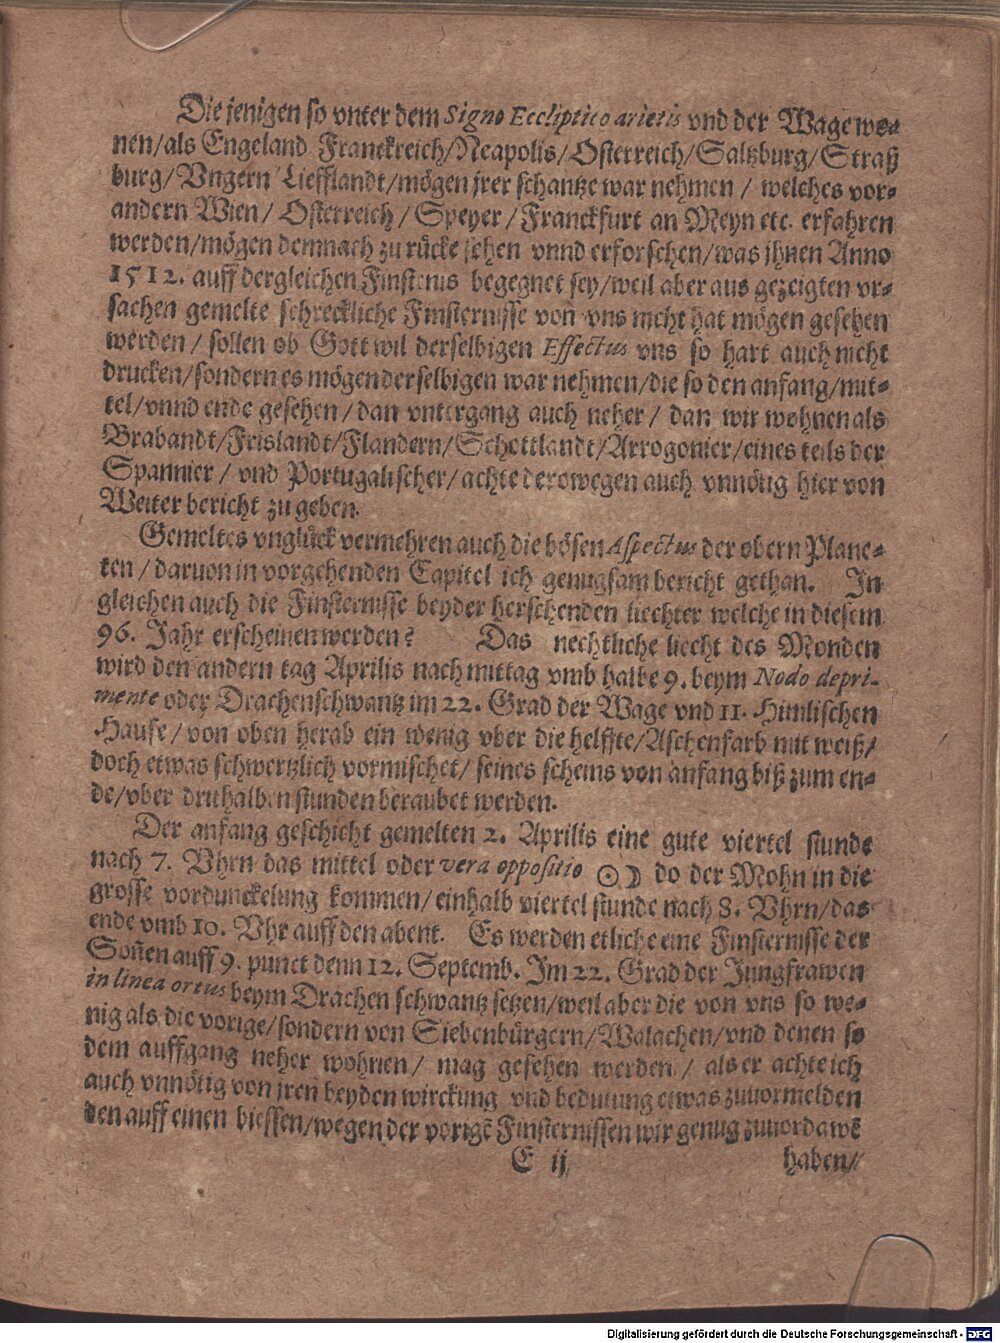 Die jenigen so vnter dem Signo Eccliptico arietis vnd der Wage wo-
nen/als Engeland Franckreich/Neapolis/Osterreich/Saltzburg/Straß
burg/Vngern Liefflandt/mögen jrer schantze war nehmen / welches vor-
andern Wien/ Osterreich / Speyer/Franckfurt an Meyn etc. erfahren
werden/mögen demnach zu rücke sehen vnnd erforschen/was jhnen Anno
1512. auff dergleichen Finsternis begegnet sey/weil aber aus gezeigten vr-
sachen gemelte schreckliche Finsternisse von vns nicht hat mögen gesehen
werden / sollen ob Gott wil derselbigen Effectus vns so hart auch nicht
drucken/sondern es mögen derselbigen war nehmen/die so den anfang/mit-
tel/vnnd ende gesehen/dan vntergang auch neher/ dan wir wohnen als
Brabandt/Frislandt/Flandern/Schottlandt/Arrogonier/eines teils der
Spannier / vnd Portugalischer/achte derowegen auch vnnötig hier von
Weiter bericht zu geben.
Gemeltes vnglück vermehren auch die bösen Aspectus der obern Plane-
ten / daruon in vorgehenden Capitel ich genugsam bericht gethan. In
gleichen auch die Finsternisse beyder herschenden liechter welche in diesem
96. Jahr erscheinen werden? Das nechtliche liecht des Monden
wird den andern tag Aprilis nach mittag vmb halbe 9. beym Nodo depri-
mente oder Drachenschwantz im 22. Grad der Wage vnd 11. Himlischen
Hause/von oben herab ein wenig vber die helffte/Aschenfarb mit weiß/
doch etwas schwertzlich vormischet/ seines scheins von anfang biß zum en-
de/vber drithalben stunden beraubet werden.
Der anfang geschicht gemelten 2. Aprilis eine gute viertel stunde
nach 7. Vhrn das mittel oder vera oppositio ☉☽ do der Mohn in die
grosse vordunckelung kommen/einhalb viertel stunde nach 8. Vhrn/das
ende vmb 10. Vhr auff den abent. Es werden etliche eine Finsternisse der
Soñen auff 9. punct denn 12. Septemb. Im 22. Grad der Jungfrawen
in linea ortus beym Drachen schwantz setzen/weil aber die von vns so we-
nig als die vorige/sondern von Siebenbürgern/Walachen/vnd denen so
dem auffgang neher wohnen/ mag gesehen werden/ als er achte ich
auch vnnötig von jren beyden wirckung vnd bedutung etwas zuuormelden
den auff einen biessen/wegen der vorigē Finsternissen wir genug zuuordawē
E ij haben/
Digitalisierung gefördert durch die Deutsche Forschungsgemeinschaft - DFG